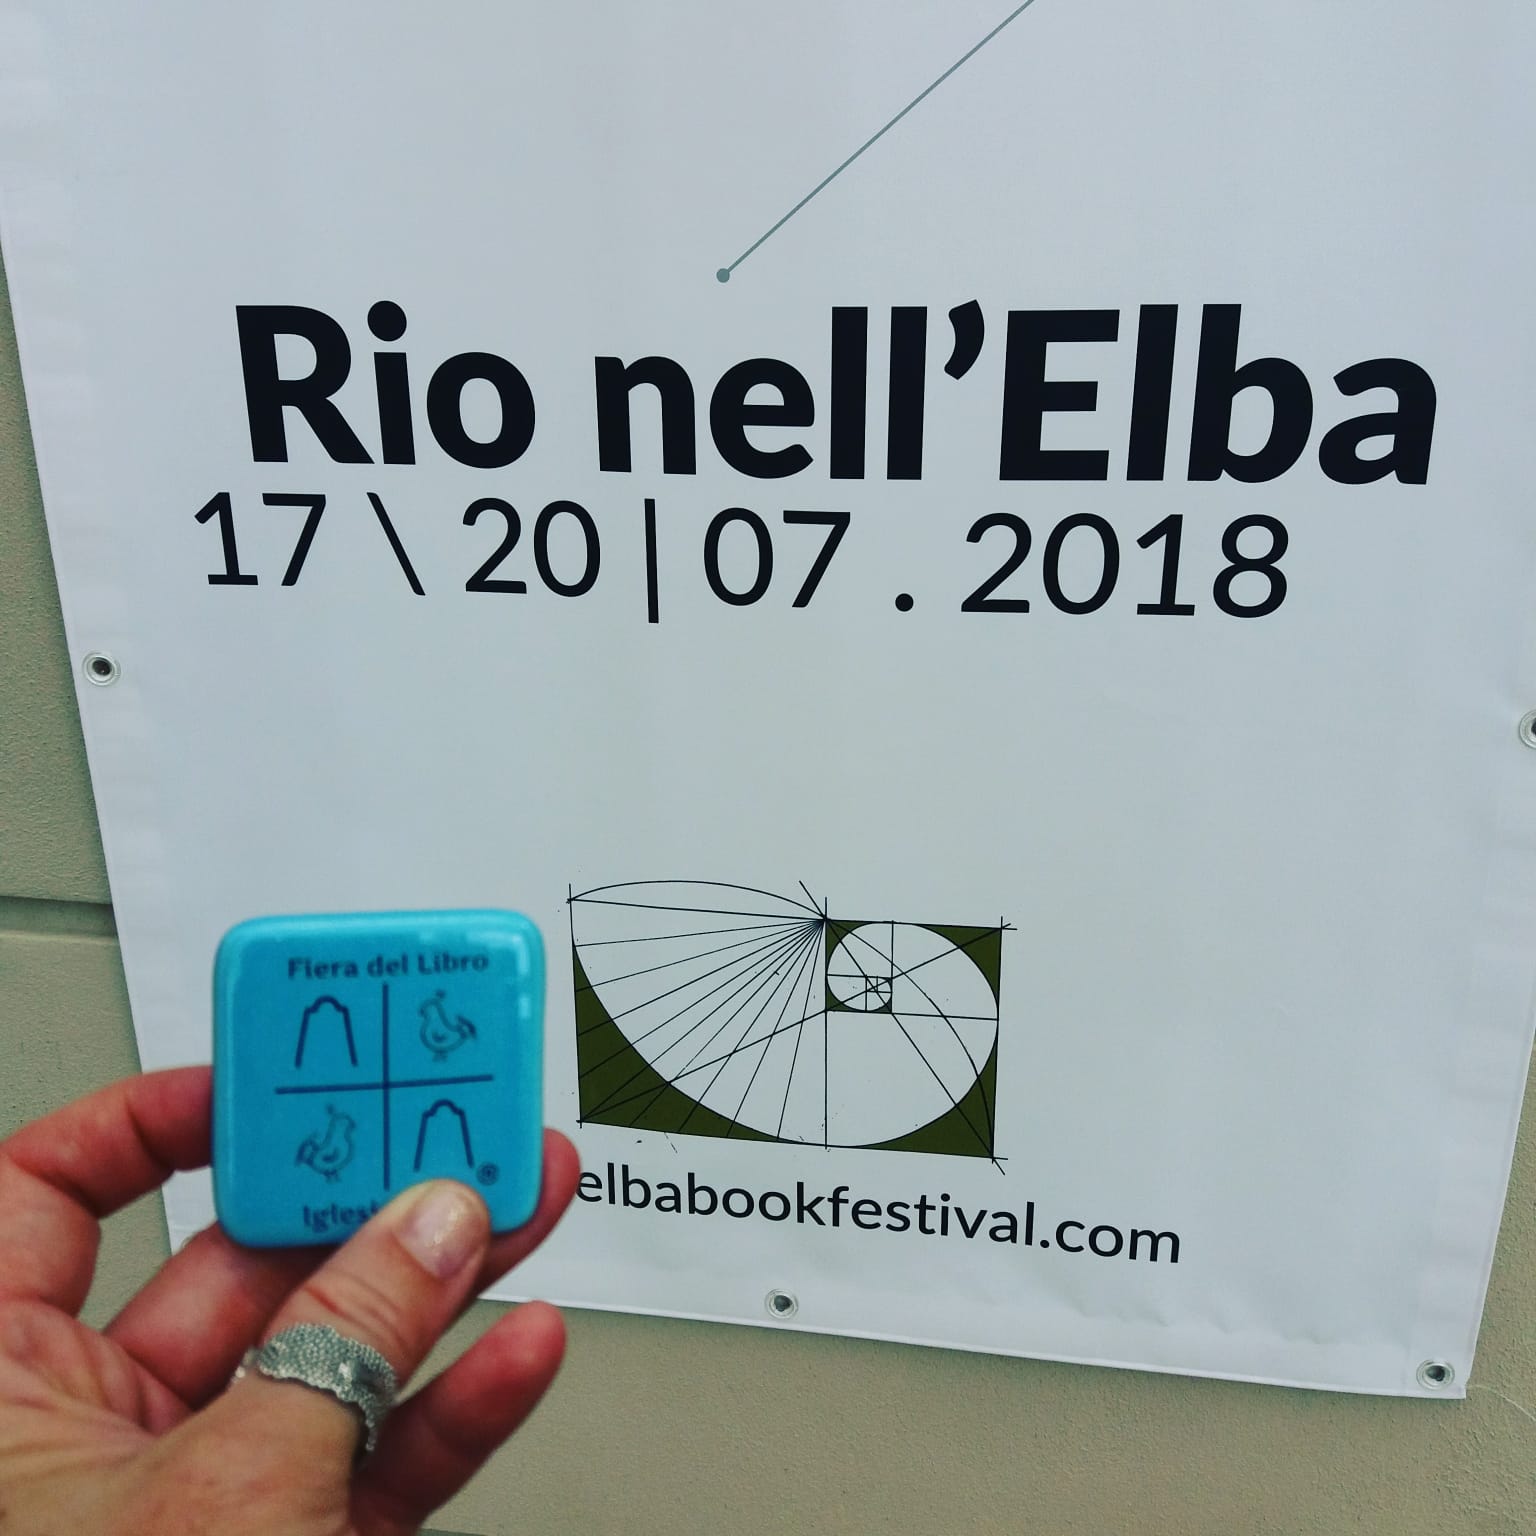 Rio nell'Elba
17 \ 20 | 07 . 2018
elbabookfestival.com
Fiera del Libro
®